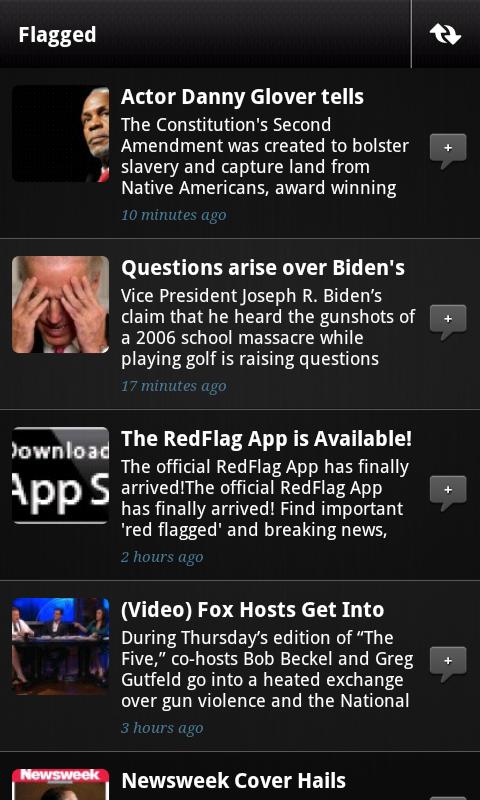 Flagged
Actor Danny Glover tells
The Constitution's Second
Amendment was created to bolster
slavery and capture land from
Native Americans, award winning
10 minutes ago
Questions arise over Biden's
Vice President Joseph R. Biden’s
claim that he heard the gunshots of
a 2006 school massacre while
playing golf is raising questions
17 minutes ago
Download
App S
The RedFlag App is Available!
The official RedFlag App has finally
arrived!The official RedFlag App
has finally arrived! Find important
'red flagged' and breaking news,
2 hours ago
(Video) Fox Hosts Get Into
During Thursday’s edition of “The
Five,” co-hosts Bob Beckel and Greg
Gutfeld go into a heated exchange
over gun violence and the National
3 hours ago
Newsweek
Newsweek Cover Hails